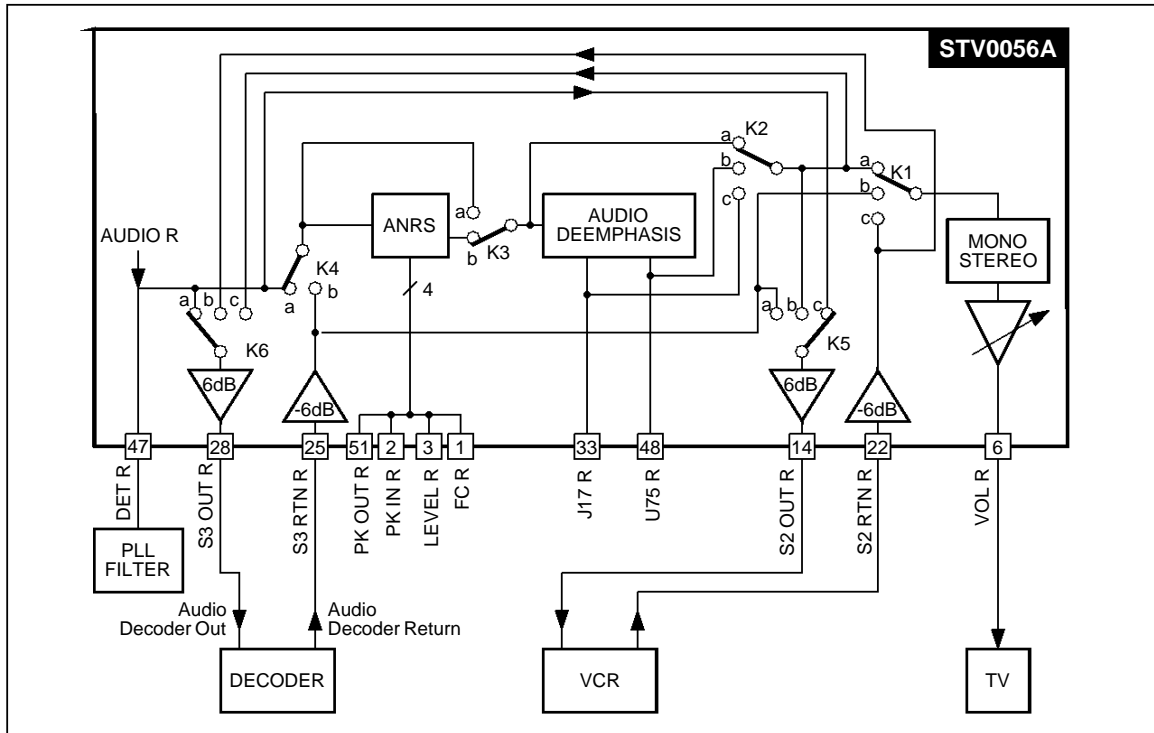 STV0056A
K2
a
b
c
K1
a
b
c
ANRS
a
b
K3
AUDIO
DEEMPHASIS
MONO
STEREO
AUDIO R
K4
a
b
4
a
b
c
K6
a
b
c
K5
6dB
-6dB
6dB
-6dB
47
28
25
51
2
3
1
33
48
14
22
6
DET R
S3 OUT R
S3 RTN R
PK OUT R
PK IN R
LEVEL R
FC R
J17 R
U75 R
S2 OUT R
S2 RTN R
VOL R
PLL
FILTER
Audio
Decoder Out
Audio
Decoder Return
DECODER
VCR
TV